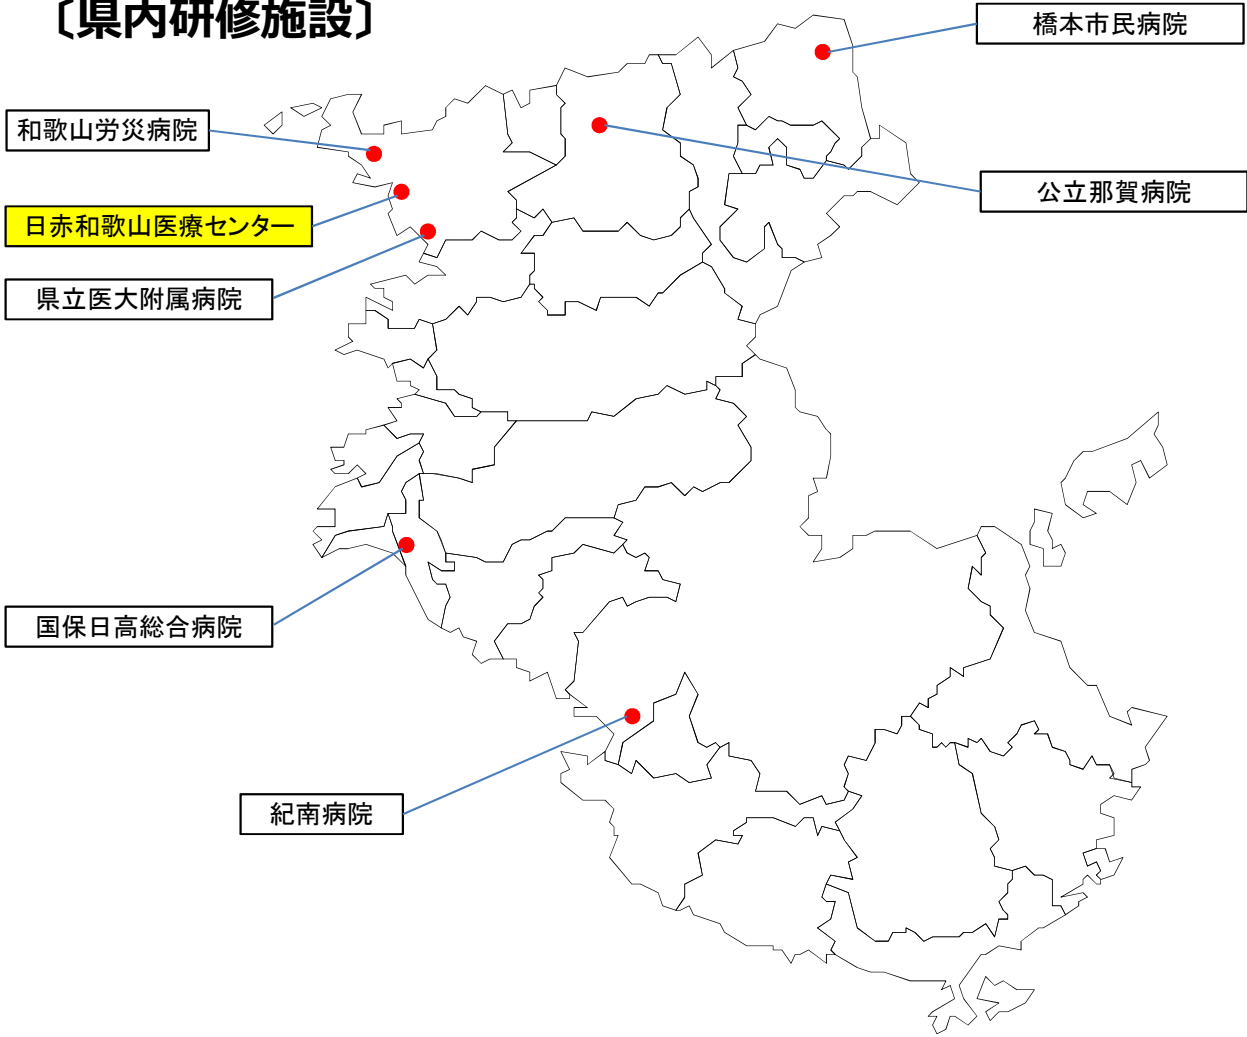 〔県内研修施設〕
橋本市民病院
和歌山労災病院
公立那賀病院
日赤和歌山医療センター
県立医大附属病院
国保日高総合病院
紀南病院